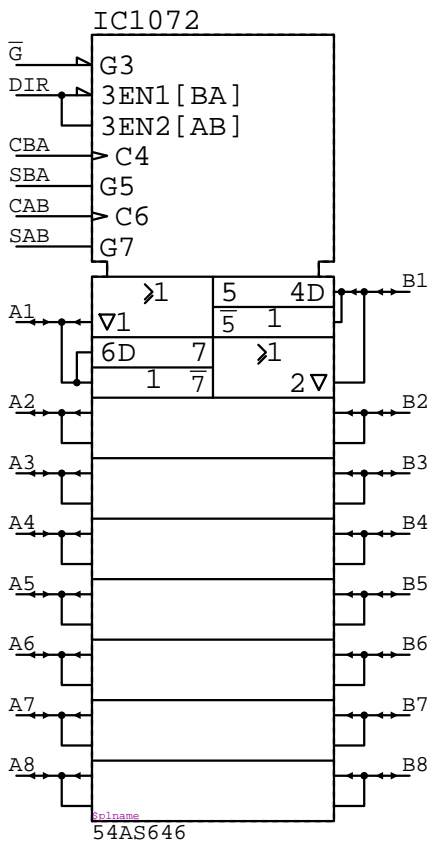 IC1072
G̅ G3
DIR 3EN1[BA]
3EN2[AB]
CBA C4
SBA G5
CAB C6
SAB G7
≥1 5 4D B1
A1 ▽1 5̅ 1
6D 7 ≥1
1 7̅ 2▽
A2 B2
A3 B3
A4 B4
A5 B5
A6 B6
A7 B7
A8 B8
$plname
54AS646